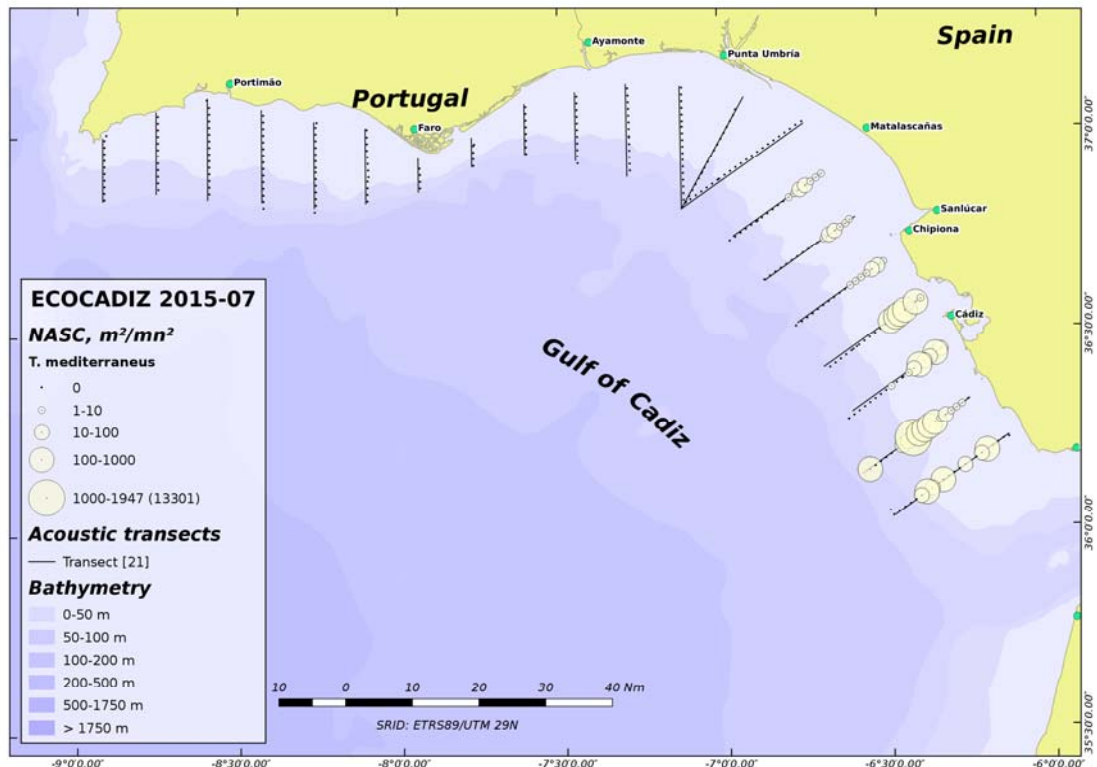 Spain
Ayamonte
Punta Umbría
Portimão
Portugal
Faro
Matalascañas
Sanlúcar
Chipiona
Cádiz
Gulf of Cadiz
ECOCADIZ 2015-07
NASC, m²/mn²
T. mediterraneus
0
1-10
10-100
100-1000
1000-1947 (13301)
Acoustic transects
Transect [21]
Bathymetry
0-50 m
50-100 m
100-200 m
200-500 m
500-1750 m
> 1750 m
10 0 10 20 30 40 Nm
SRID: ETRS89/UTM 29N
37°0'0.00"
36°30'0.00"
36°0'0.00"
35°30'0.00"
-9°0'0.00"
-8°30'0.00"
-8°0'0.00"
-7°30'0.00"
-7°0'0.00"
-6°30'0.00"
-6°0'0.00"